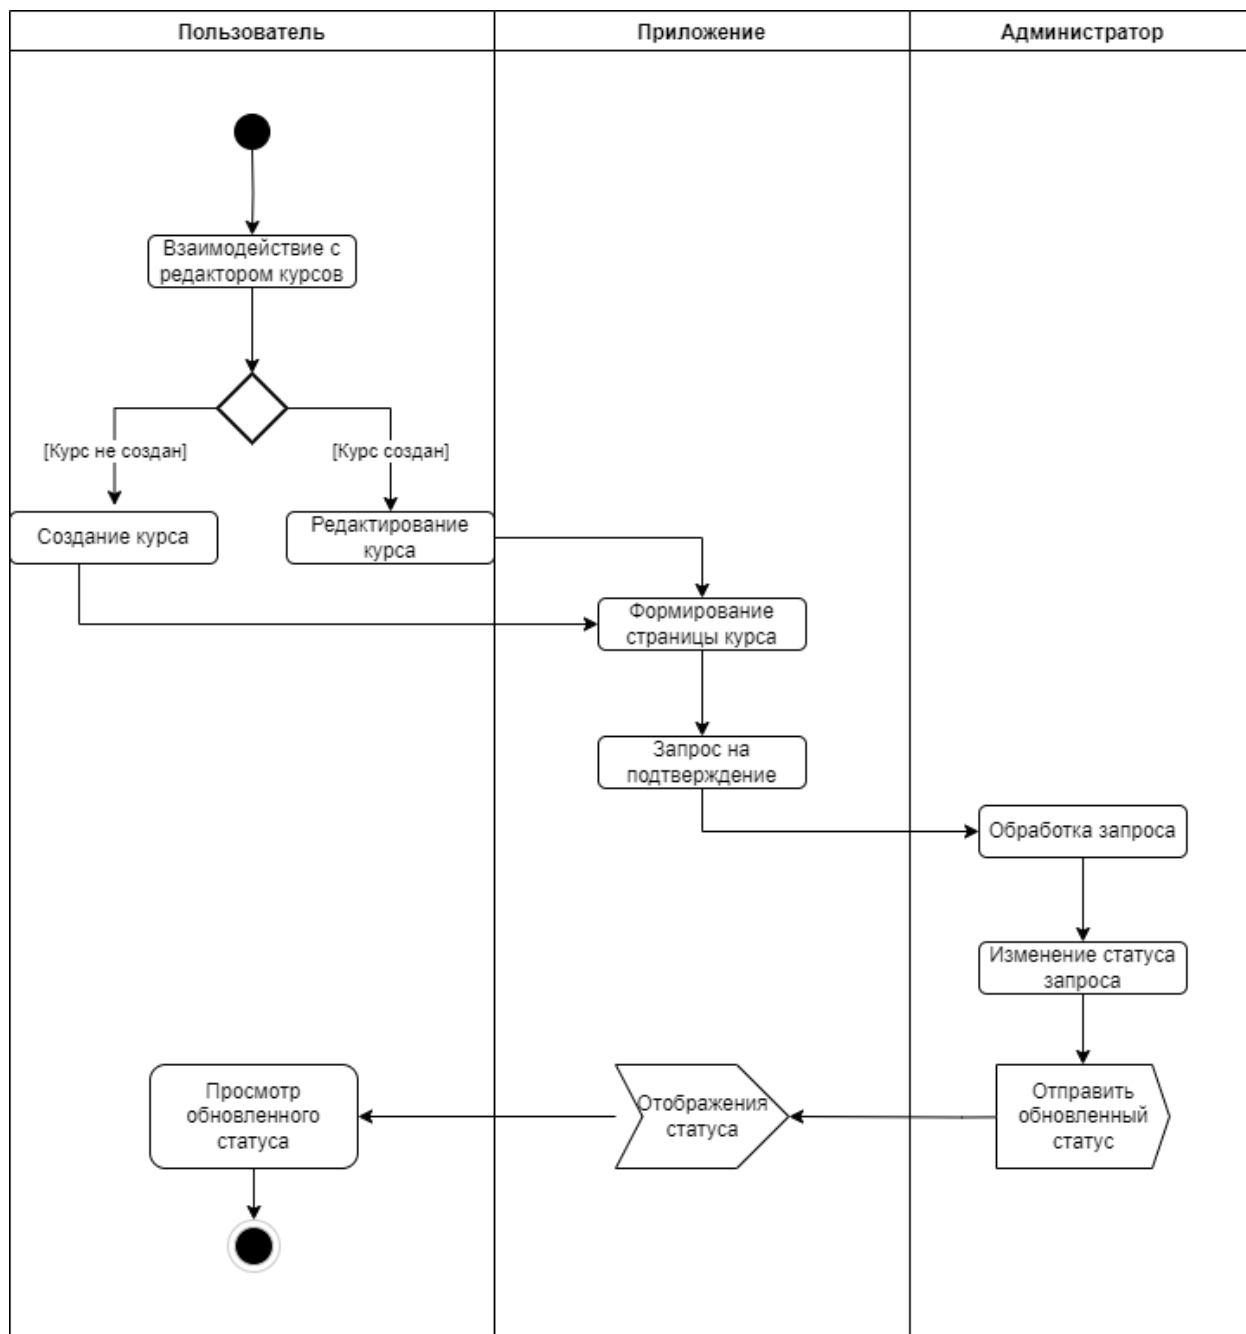 Пользователь
Приложение
Администратор
Взаимодействие с
редактором курсов
[Курс не создан]
[Курс создан]
Создание курса
Редактирование
курса
Формирование
страницы курса
Запрос на
подтверждение
Обработка запроса
Изменение статуса
запроса
Просмотр
обновленного
статуса
Отображения
статуса
Отправить
обновленный
статус